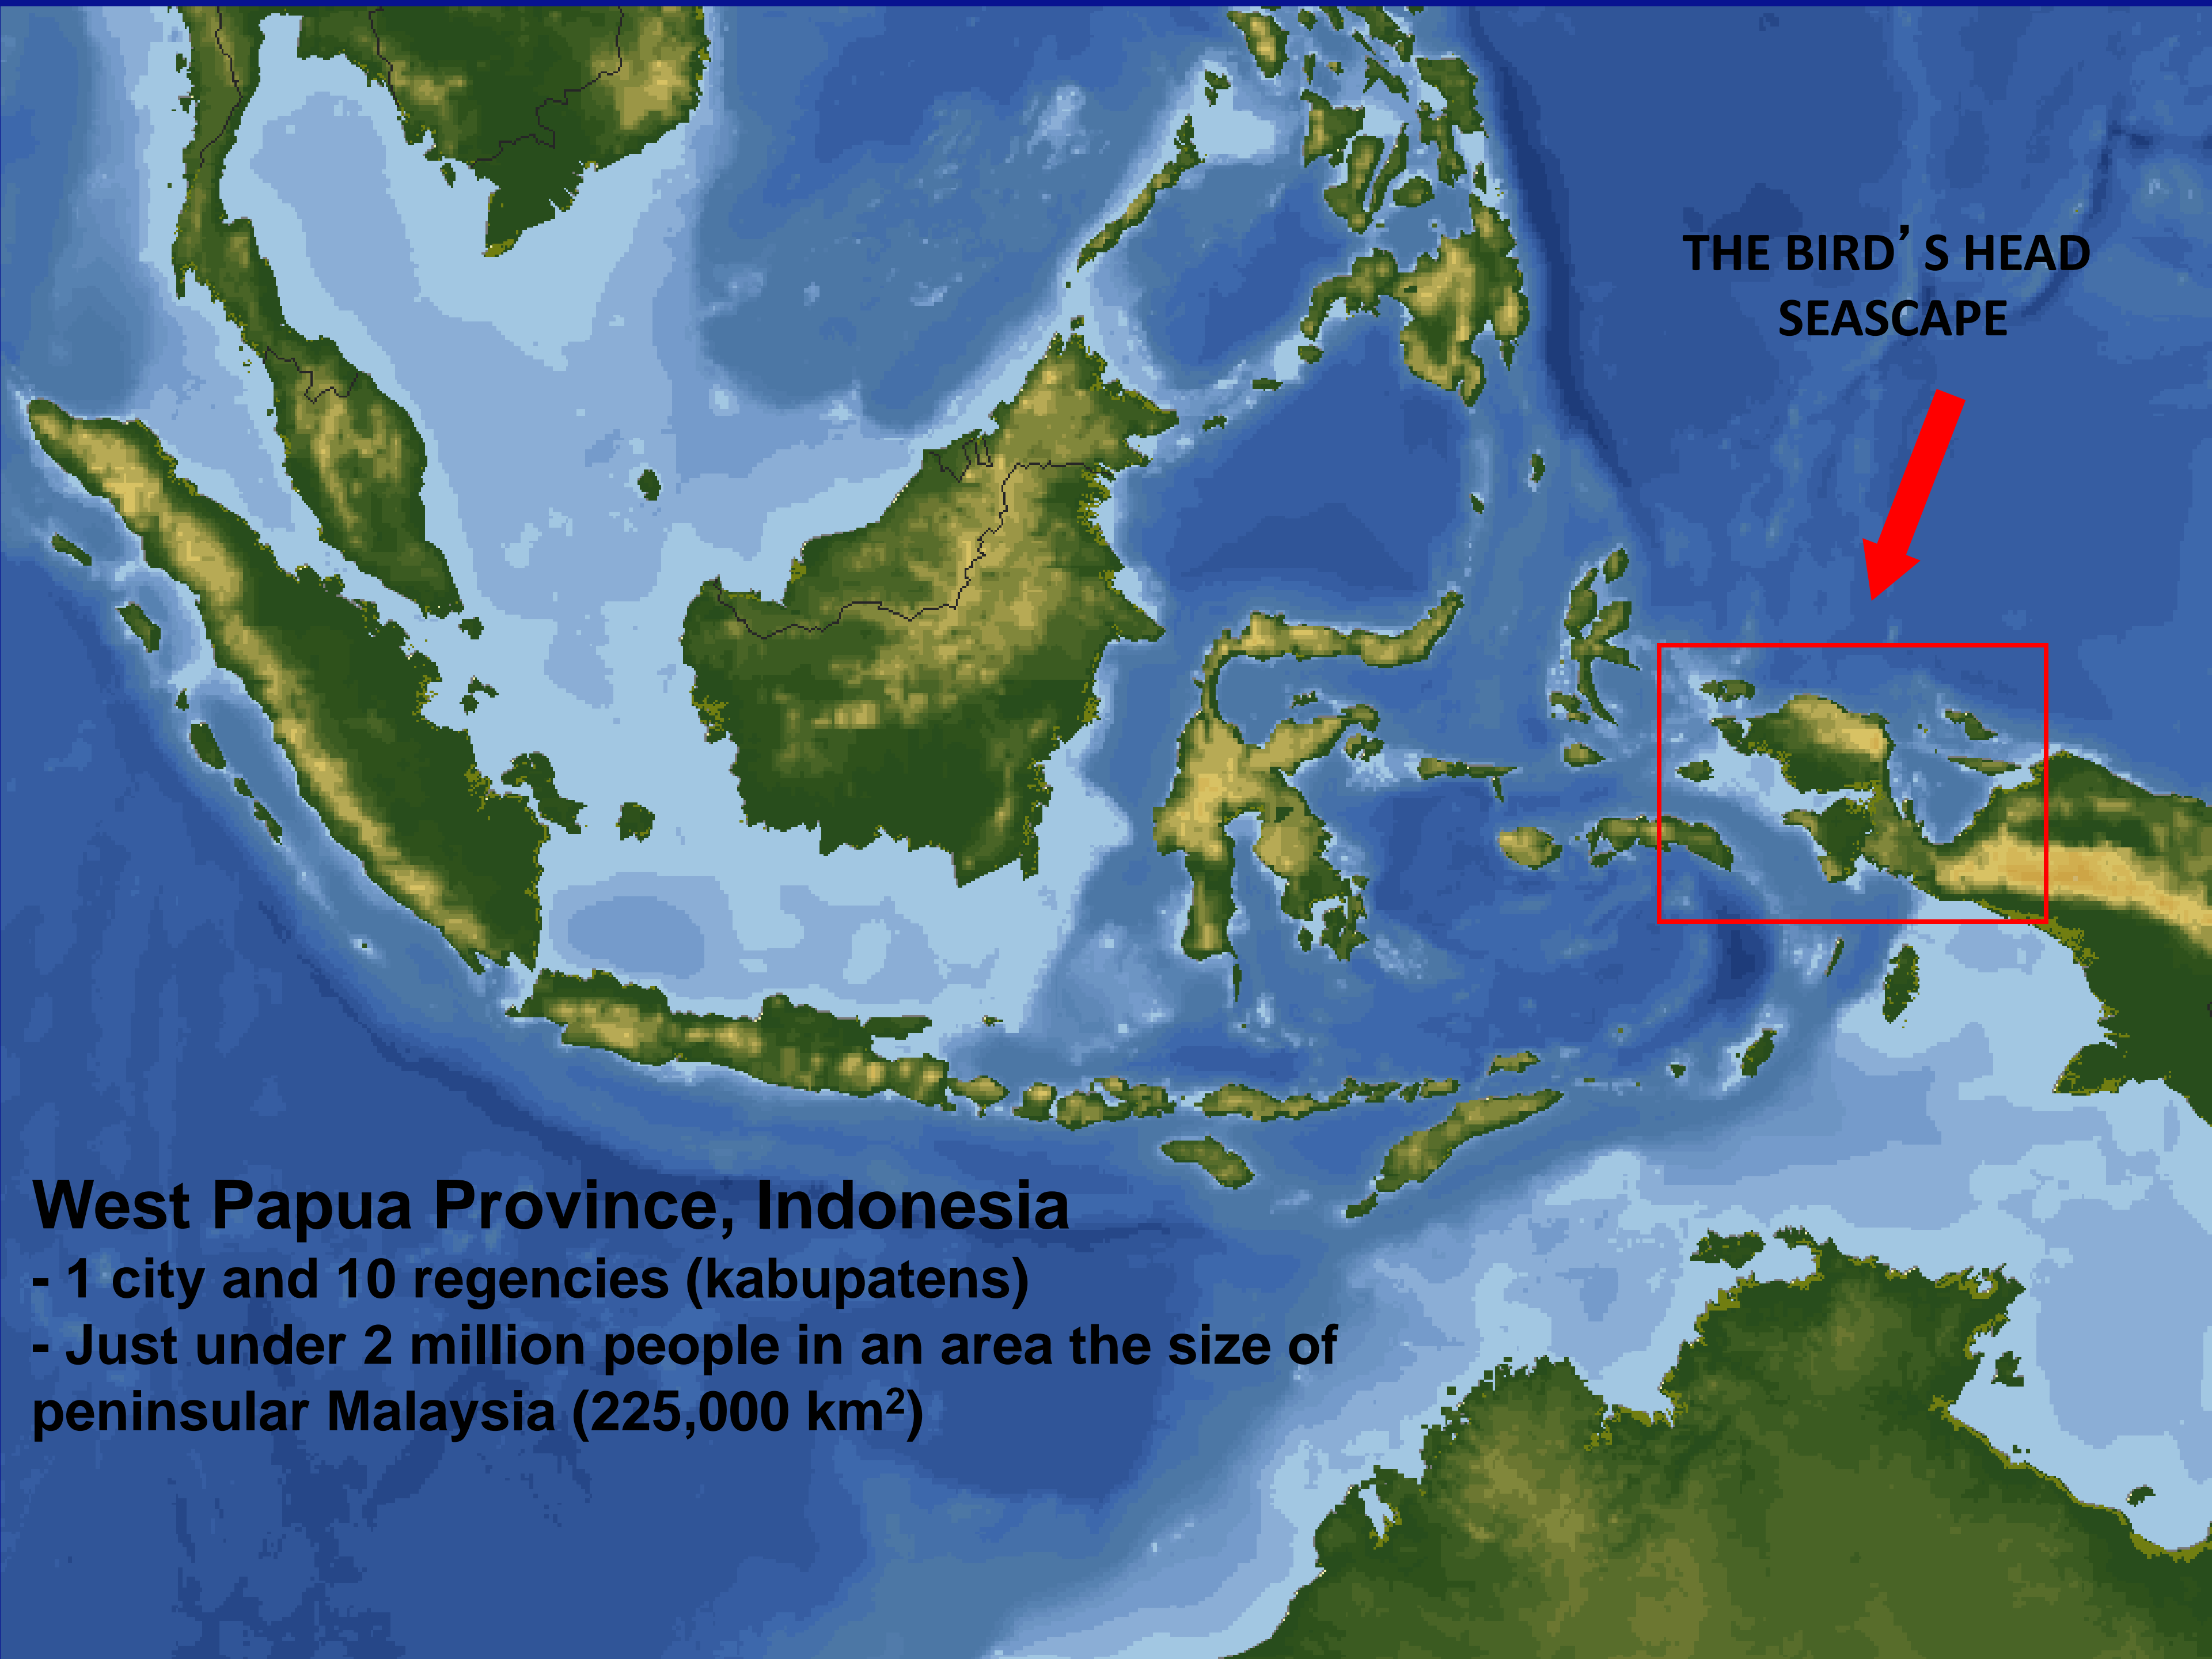 THE BIRD’S HEAD
SEASCAPE
West Papua Province, Indonesia
- 1 city and 10 regencies (kabupatens)
- Just under 2 million people in an area the size of
peninsular Malaysia (225,000 km²)